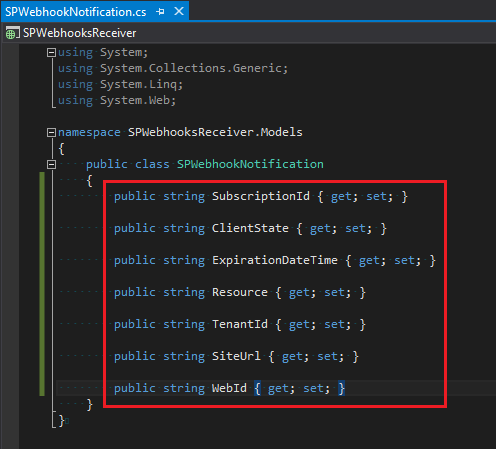 SPWebhookNotification.cs
SPWebhooksReceiver
using System;
using System.Collections.Generic;
using System.Linq;
using System.Web;
namespace SPWebhooksReceiver.Models
{
public class SPWebhookNotification
{
public string SubscriptionId { get; set; }
public string ClientState { get; set; }
public string ExpirationDateTime { get; set; }
public string Resource { get; set; }
public string TenantId { get; set; }
public string SiteUrl { get; set; }
public string WebId { get; set; }
}
}